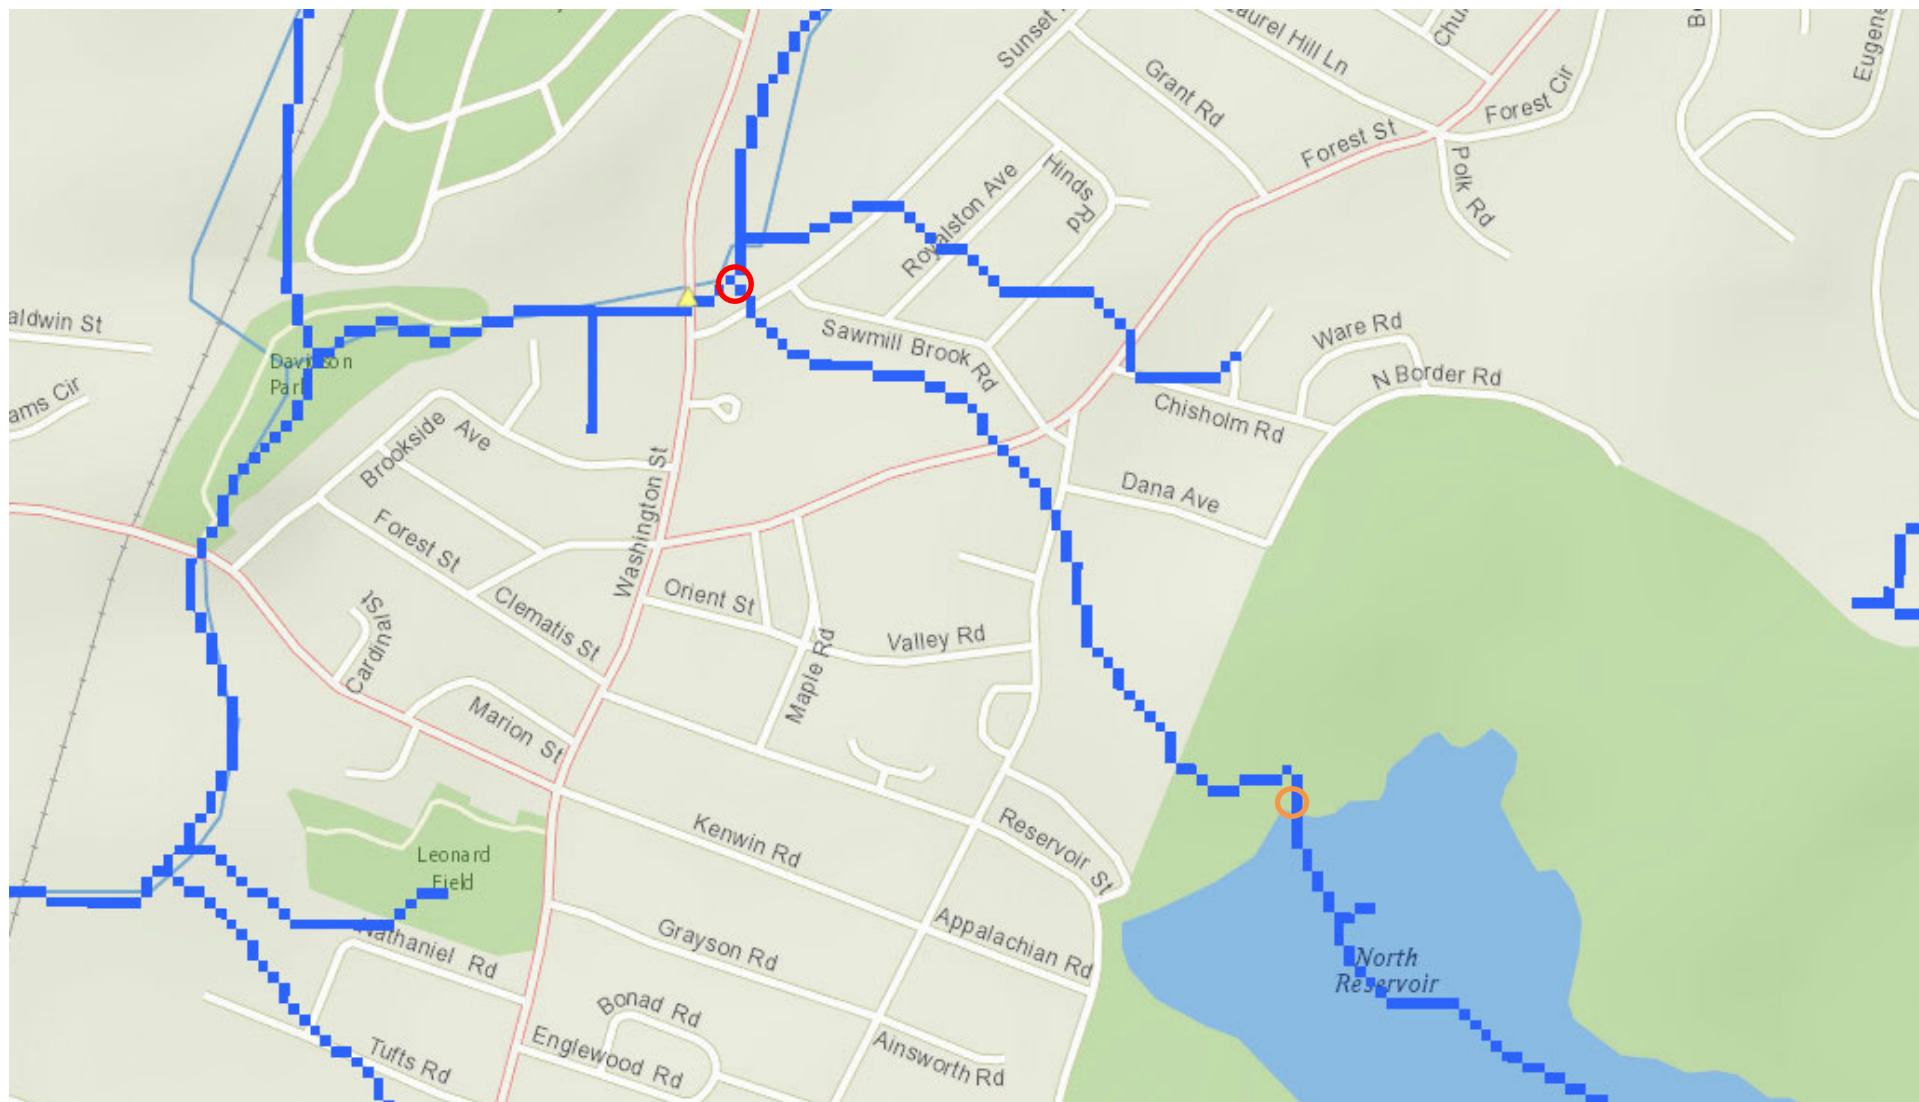 Sunset
Laurel Hill Ln
Grant Rd
Forest St
Forest Cir
Polk Rd
Hinds
Rd
Royalston Ave
aldwin St
Davidson
Park
ams Cir
Sawmill Brook Rd
Ware Rd
N Border Rd
Chisholm Rd
Brookside Ave
Dana Ave
Washington St
Forest St
Clematis St
Orient St
Valley Rd
Maple Rd
Cardinal St
Marion St
Kenwin Rd
Reservoir St
Leonard
Field
Nathaniel Rd
Grayson Rd
Appalachian Rd
North
Reservoir
Bonad Rd
Englewood Rd
Ainsworth Rd
Tufts Rd
Eugene
Chu